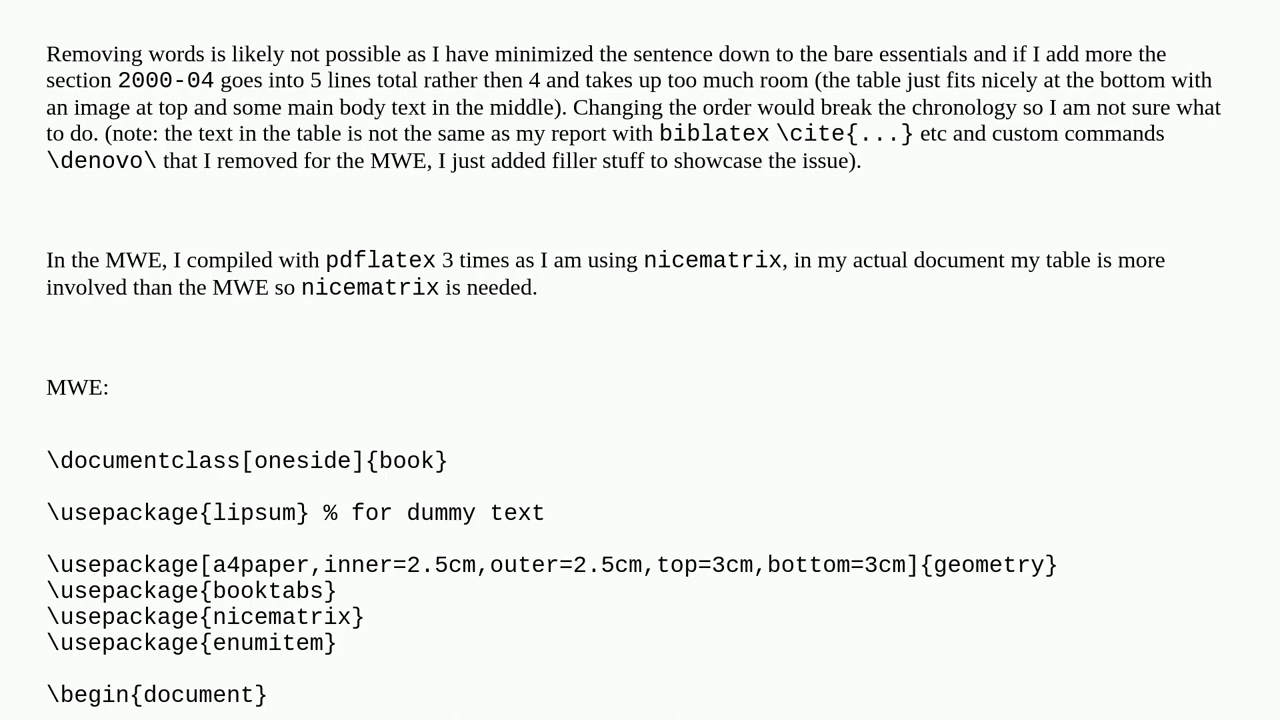 Removing words is likely not possible as I have minimized the sentence down to the bare essentials and if I add more the
section 2000-04 goes into 5 lines total rather then 4 and takes up too much room (the table just fits nicely at the bottom with
an image at top and some main body text in the middle). Changing the order would break the chronology so I am not sure what
to do. (note: the text in the table is not the same as my report with biblatex \cite{...} etc and custom commands
\denovo\ that I removed for the MWE, I just added filler stuff to showcase the issue).
In the MWE, I compiled with pdflatex 3 times as I am using nicematrix, in my actual document my table is more
involved than the MWE so nicematrix is needed.
MWE:
\documentclass[oneside]{book}
\usepackage{lipsum} % for dummy text
\usepackage[a4paper,inner=2.5cm,outer=2.5cm,top=3cm,bottom=3cm]{geometry}
\usepackage{booktabs}
\usepackage{nicematrix}
\usepackage{enumitem}
\begin{document}